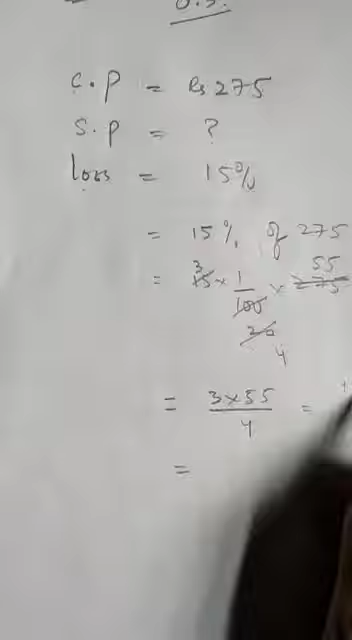 C.P = Rs 275
S.P = ?
loss = 15%
= 15% of 275
= 15 3 × 1/100 20 4 × 275 55
= 3×55/4 =
=